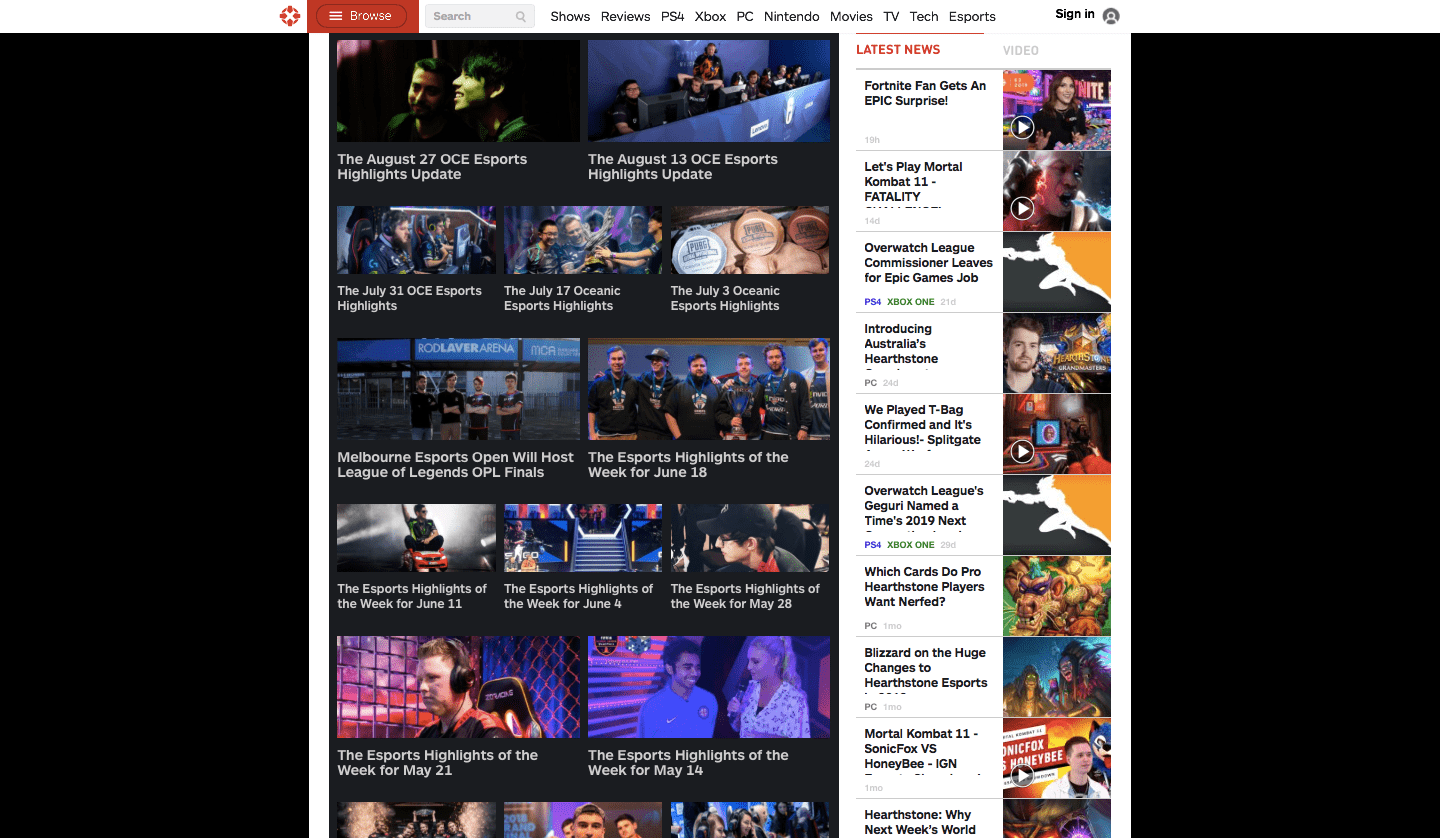 Browse
Search
Shows Reviews PS4 Xbox PC Nintendo Movies TV Tech Esports
Sign in
The August 27 OCE Esports
Highlights Update
Lenovo
The August 13 OCE Esports
Highlights Update
The July 31 OCE Esports
Highlights
The July 17 Oceanic
Esports Highlights
PUBG
PUBG
The July 3 Oceanic
Esports Highlights
ROD LAVER ARENA
MCA
Melbourne Esports Open Will Host
League of Legends OPL Finals
The Esports Highlights of the
Week for June 18
The Esports Highlights of
the Week for June 11
The Esports Highlights of
the Week for June 4
The Esports Highlights of
the Week for May 28
The Esports Highlights of the
Week for May 21
The Esports Highlights of the
Week for May 14
LATEST NEWS
VIDEO
Fortnite Fan Gets An
EPIC Surprise!
19h
Let's Play Mortal
Kombat 11 -
FATALITY
14d
Overwatch League
Commissioner Leaves
for Epic Games Job
PS4 XBOX ONE 21d
Introducing
Australia's
Hearthstone
PC 24d
HEARTHSTONE
GRANDMASTERS
We Played T-Bag
Confirmed and It's
Hilarious!- Splitgate
24d
Overwatch League's
Geguri Named a
Time's 2019 Next
PS4 XBOX ONE 29d
Which Cards Do Pro
Hearthstone Players
Want Nerfed?
PC 1mo
Blizzard on the Huge
Changes to
Hearthstone Esports
PC 1mo
Mortal Kombat 11 -
SonicFox VS
HoneyBee - IGN
1mo
Hearthstone: Why
Next Week's World